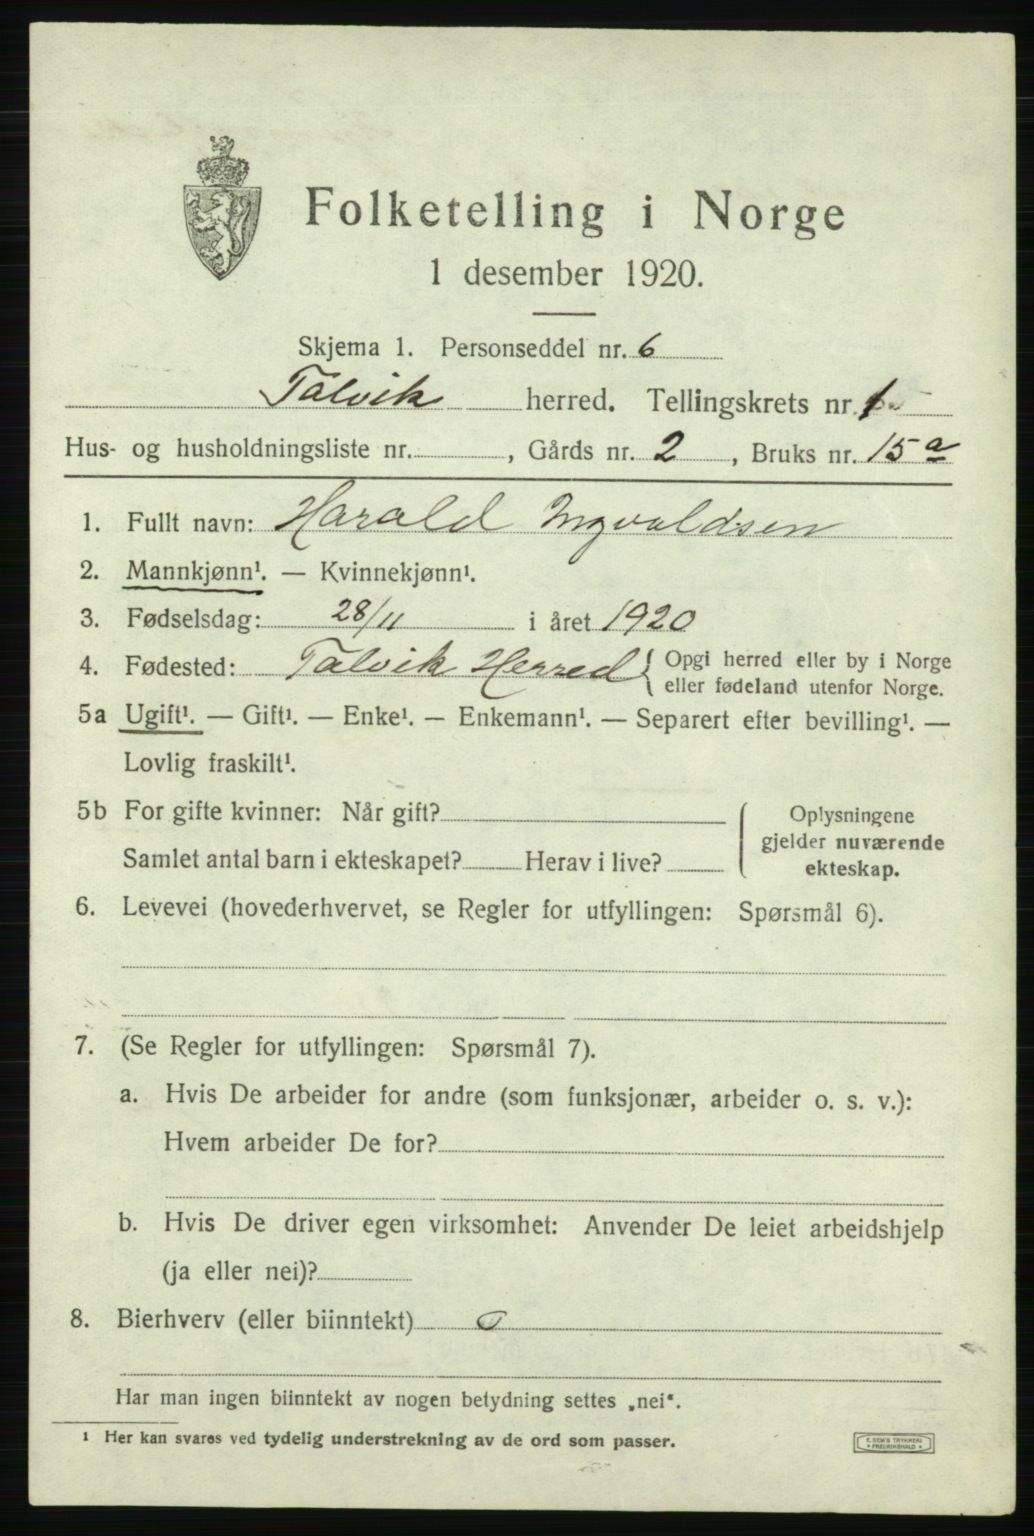 Folketelling i Norge
1 desember 1920.
Skjema 1. Personseddel nr. 6
Talvik herred. Tellingskrets nr. 1
Hus- og husholdningsliste nr. , Gårds nr. 2 , Bruks nr. 15 a
1. Fullt navn: Harald Ingvaldsen
2. Mannkjønn¹. — Kvinnekjønn¹.
3. Fødselsdag: 28/11 i året 1920
4. Fødested: Talvik Herred { Opgi herred eller by i Norge
eller fødeland utenfor Norge.
5a Ugift¹. — Gift¹. — Enke¹. — Enkemann¹. — Separert efter bevilling¹. —
Lovlig fraskilt¹.
5b For gifte kvinner: Når gift?
Samlet antal barn i ekteskapet? Herav i live?
Oplysningene
gjelder nuværende
ekteskap.
6. Levevei (hovederhvervet, se Regler for utfyllingen: Spørsmål 6).
7. (Se Regler for utfyllingen: Spørsmål 7).
a. Hvis De arbeider for andre (som funksjonær, arbeider o. s. v.):
Hvem arbeider De for?
b. Hvis De driver egen virksomhet: Anvender De leiet arbeidshjelp
(ja eller nei)?
8. Bierhverv (eller biinntekt) 0
Har man ingen biinntekt av nogen betydning settes „nei“.
¹ Her kan svares ved tydelig understrekning av de ord som passer.
E. SEM'S TRYKKERI
• FREDRIKSHALD •